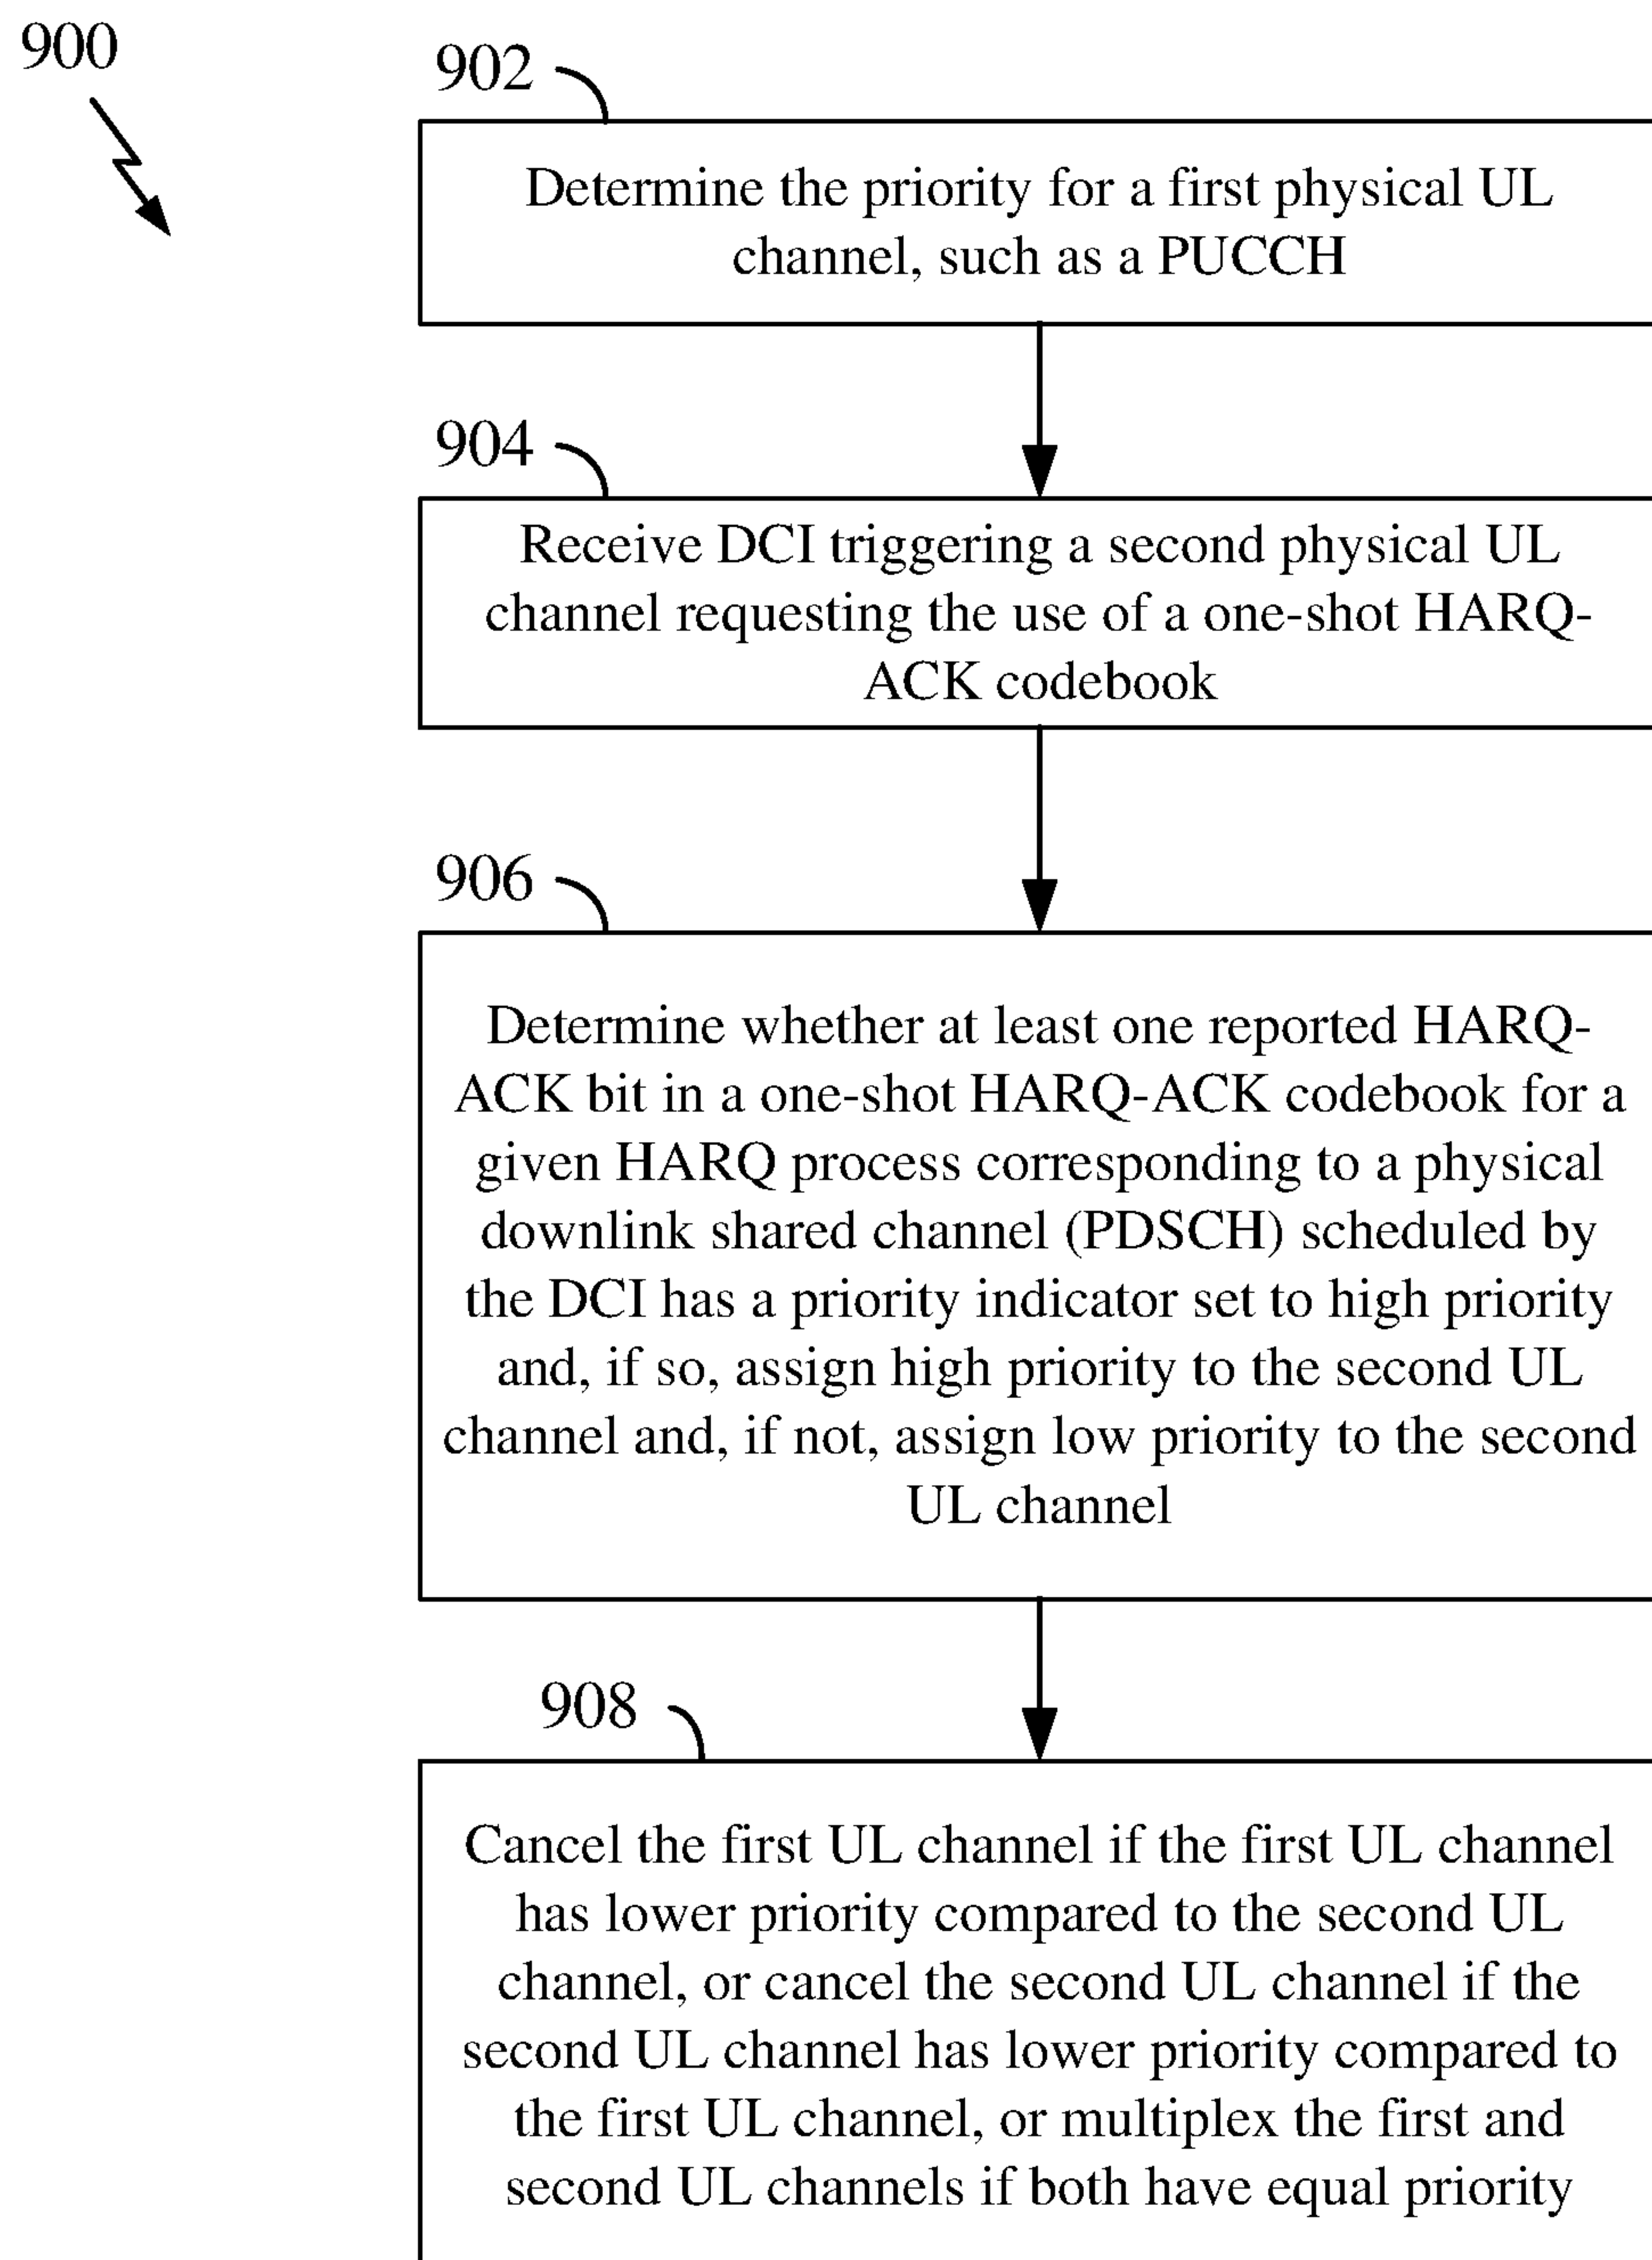 900
902
Determine the priority for a first physical UL
channel, such as a PUCCH
904
Receive DCI triggering a second physical UL
channel requesting the use of a one-shot HARQ-
ACK codebook
906
Determine whether at least one reported HARQ-
ACK bit in a one-shot HARQ-ACK codebook for a
given HARQ process corresponding to a physical
downlink shared channel (PDSCH) scheduled by
the DCI has a priority indicator set to high priority
and, if so, assign high priority to the second UL
channel and, if not, assign low priority to the second
UL channel
908
Cancel the first UL channel if the first UL channel
has lower priority compared to the second UL
channel, or cancel the second UL channel if the
second UL channel has lower priority compared to
the first UL channel, or multiplex the first and
second UL channels if both have equal priority